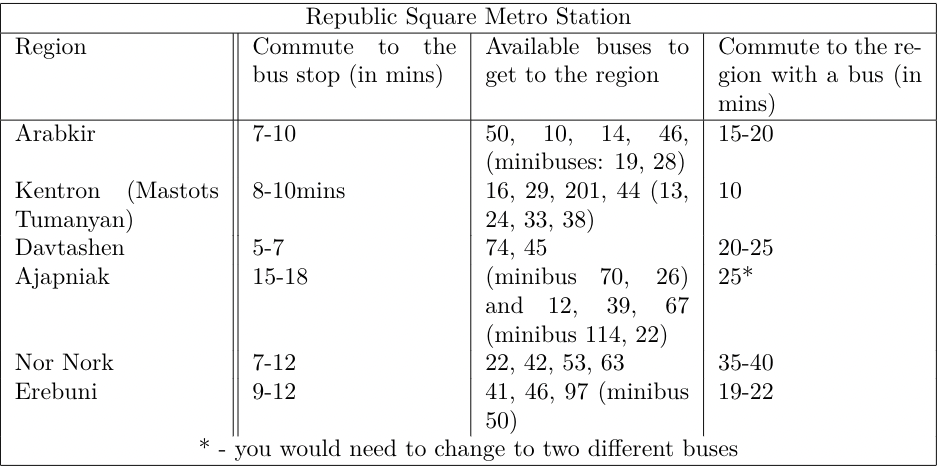 Republic Square Metro Station
Region Commute to the bus stop (in mins) Available buses to get to the region Commute to the re-gion with a bus (in mins)
Arabkir 7-10 50, 10, 14, 46, (minibuses: 19, 28) 15-20
Kentron (Mastots Tumanyan) 8-10mins 16, 29, 201, 44 (13, 24, 33, 38) 10
Davtashen 5-7 74, 45 20-25
Ajapniak 15-18 (minibus 70, 26) and 12, 39, 67 (minibus 114, 22) 25*
Nor Nork 7-12 22, 42, 53, 63 35-40
Erebuni 9-12 41, 46, 97 (minibus 50) 19-22
* - you would need to change to two different buses